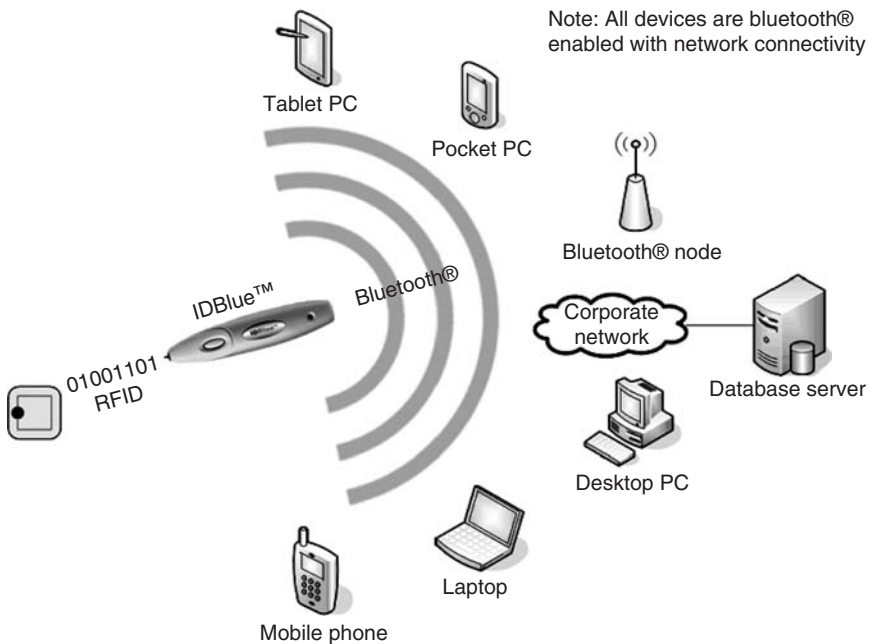 Note: All devices are bluetooth®
enabled with network connectivity
Tablet PC
Pocket PC
Bluetooth® node
IDBlue™
Bluetooth®
Corporate
network
01001101
RFID
Database server
Desktop PC
Laptop
Mobile phone